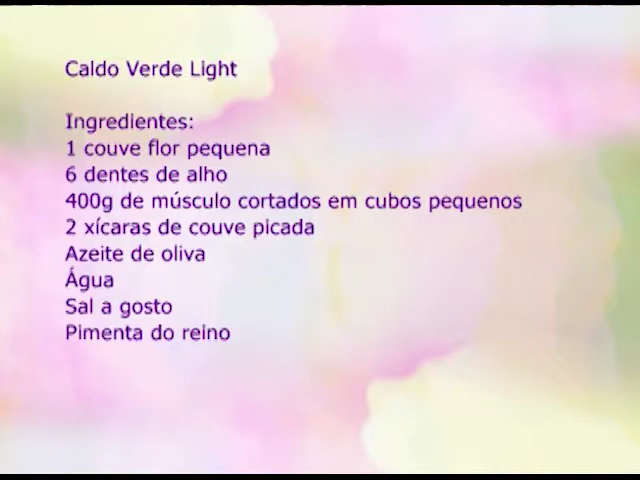 Caldo Verde Light
Ingredientes:
1 couve flor pequena
6 dentes de alho
400g de músculo cortados em cubos pequenos
2 xícaras de couve picada
Azeite de oliva
Água
Sal a gosto
Pimenta do reino